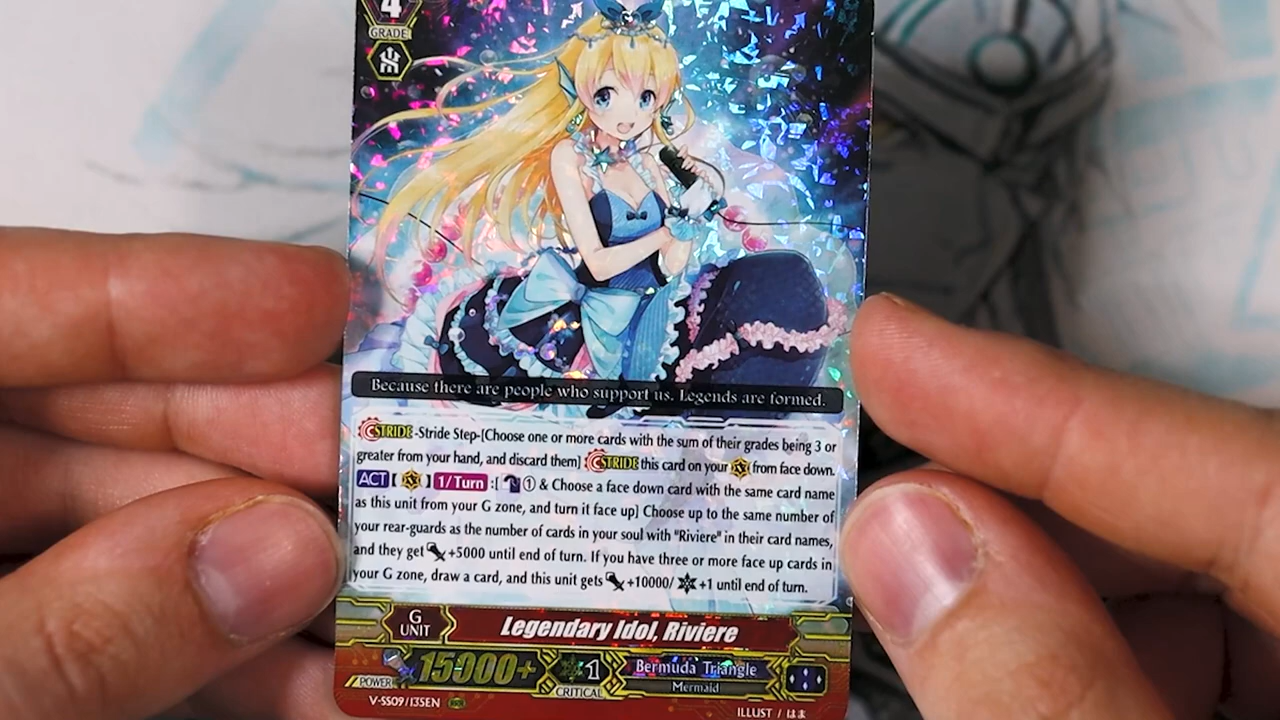 4
GRADE
Because there are people who support us. Legends are formed.
STRIDE -Stride Step-[Choose one or more cards with the sum of their grades being 3 or
greater from your hand, and discard them] STRIDE this card on your from face down.
ACT【 】1/Turn :[ ① & Choose a face down card with the same card name
as this unit from your G zone, and turn it face up] Choose up to the same number of
your rear-guards as the number of cards in your soul with "Riviere" in their card names,
and they get +5000 until end of turn. If you have three or more face up cards in
your G zone, draw a card, and this unit gets +10000/ +1 until end of turn.
G
UNIT
Legendary Idol, Riviere
POWER 15000+
1
CRITICAL
Bermuda Triangle
Mermaid
V-SS09/135EN RRR
ILLUST / はま